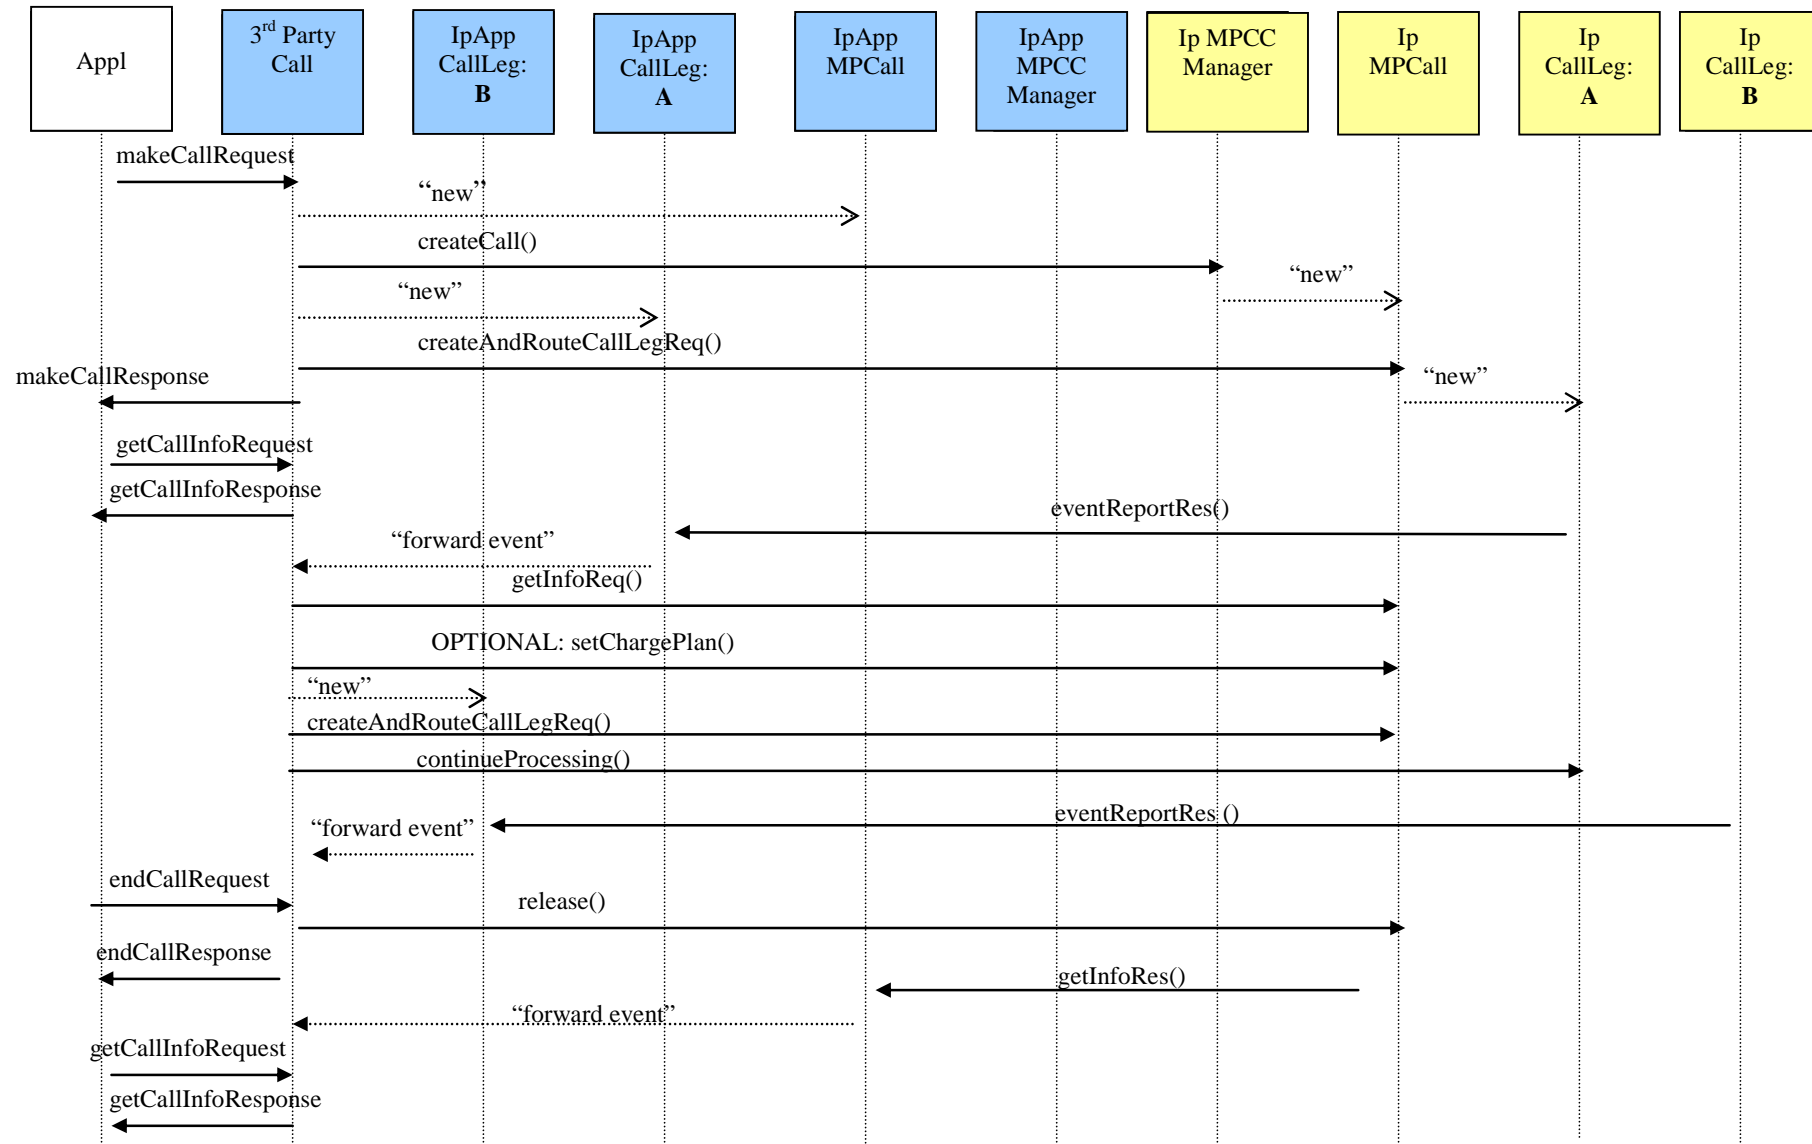 Appl
3rd Party
Call
IpApp
CallLeg:
B
IpApp
CallLeg:
A
IpApp
MPCall
IpApp
MPCC
Manager
Ip MPCC
Manager
Ip
MPCall
Ip
CallLeg:
A
Ip
CallLeg:
B
makeCallRequest
“new”
createCall()
“new”
“new”
createAndRouteCallLegReq()
makeCallResponse
“new”
getCallInfoRequest
getCallInfoResponse
eventReportRes()
“forward event”
getInfoReq()
OPTIONAL: setChargePlan()
“new”
createAndRouteCallLegReq()
continueProcessing()
eventReportRes ()
“forward event”
endCallRequest
release()
endCallResponse
getInfoRes()
“forward event”
getCallInfoRequest
getCallInfoResponse